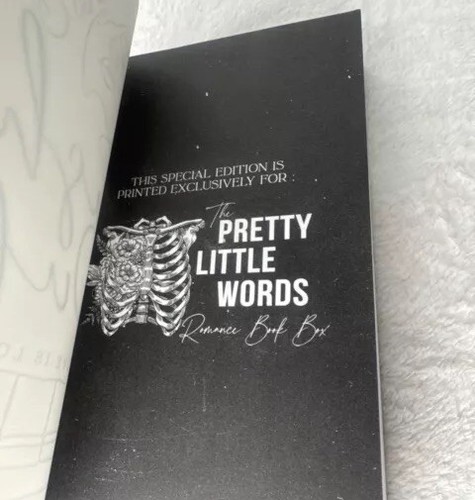 THIS SPECIAL EDITION IS
PRINTED EXCLUSIVELY FOR :
The
PRETTY
LITTLE
WORDS
Romance Book Box